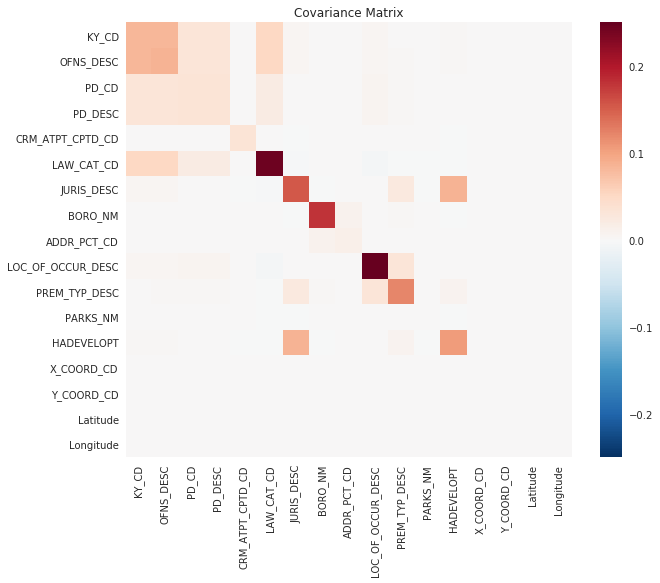 Covariance Matrix
KY_CD
OFNS_DESC
PD_CD
PD_DESC
CRM_ATPT_CPTD_CD
LAW_CAT_CD
JURIS_DESC
BORO_NM
ADDR_PCT_CD
LOC_OF_OCCUR_DESC
PREM_TYP_DESC
PARKS_NM
HADEVELOPT
X_COORD_CD
Y_COORD_CD
Latitude
Longitude
KY_CD
OFNS_DESC
PD_CD
PD_DESC
CRM_ATPT_CPTD_CD
LAW_CAT_CD
JURIS_DESC
BORO_NM
ADDR_PCT_CD
LOC_OF_OCCUR_DESC
PREM_TYP_DESC
PARKS_NM
HADEVELOPT
X_COORD_CD
Y_COORD_CD
Latitude
Longitude
0.2
0.1
0.0
−0.1
−0.2